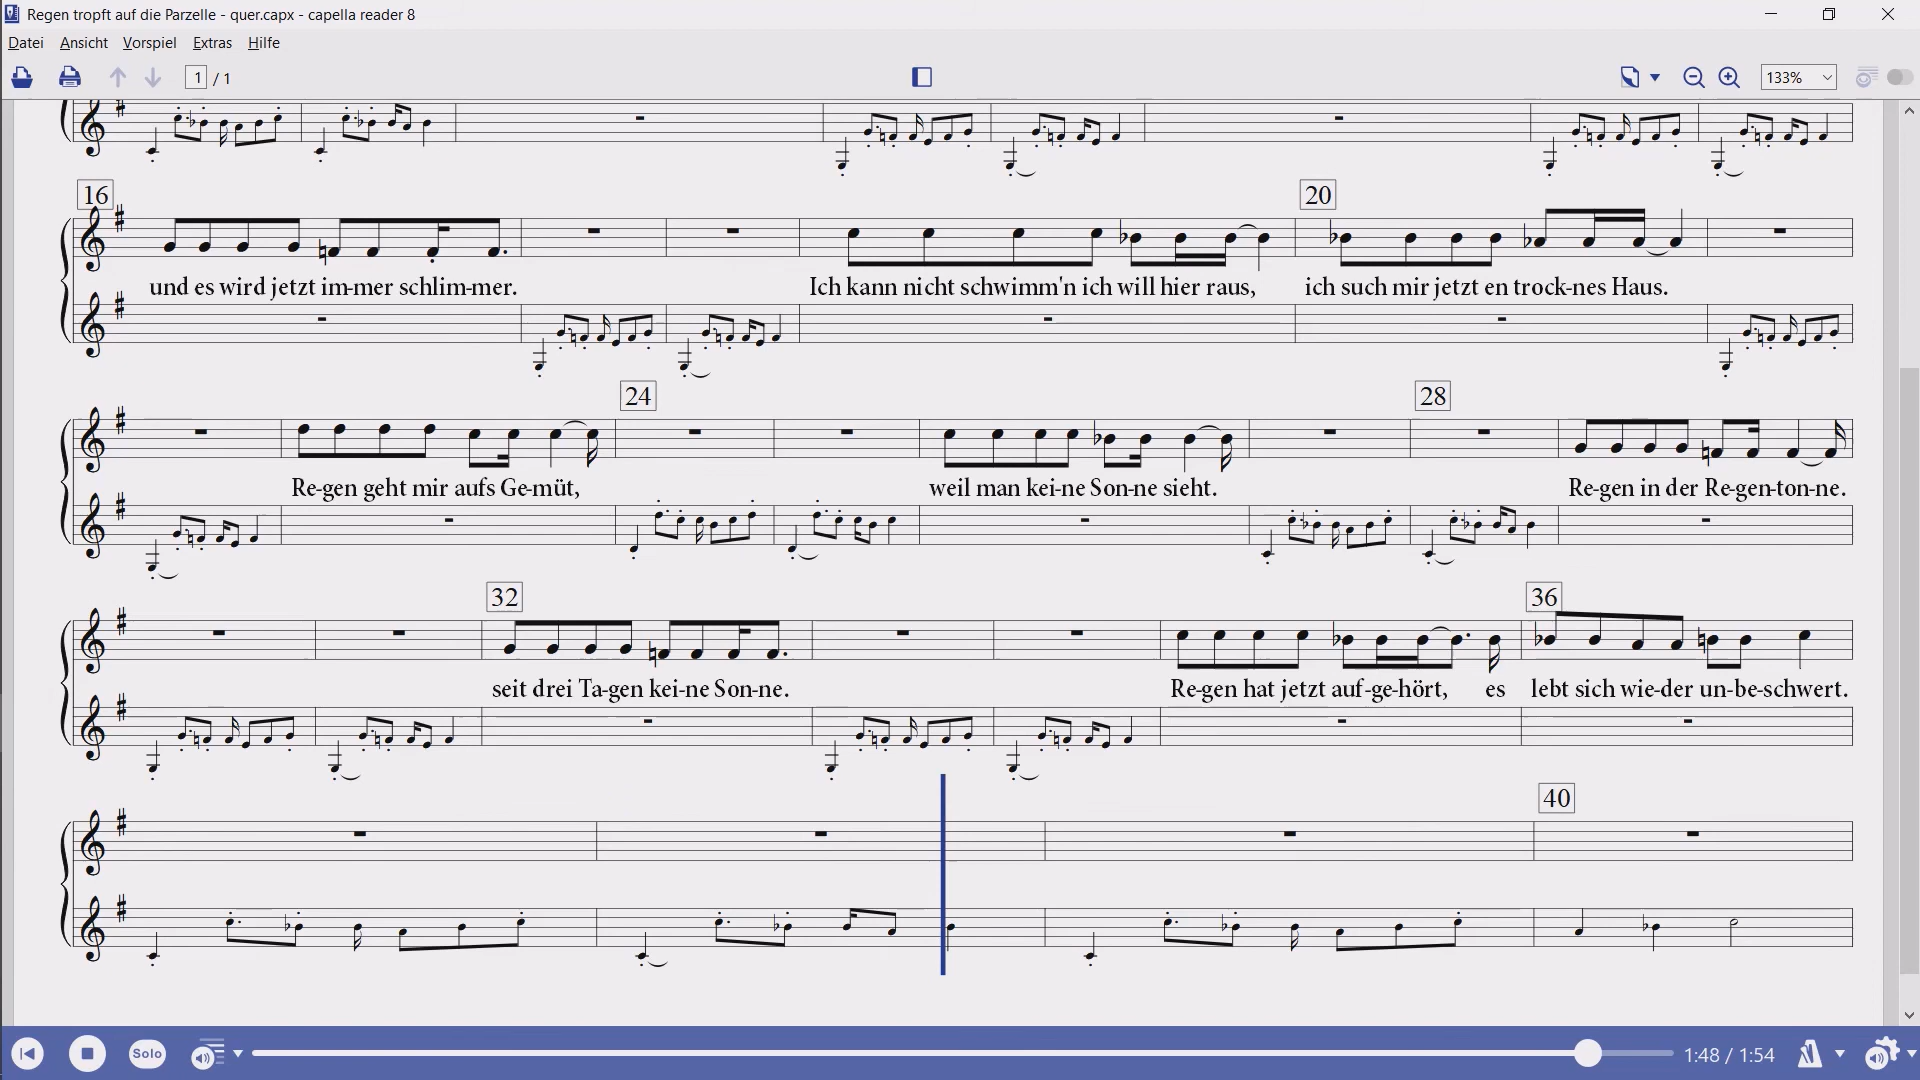 Regen tropft auf die Parzelle - quer.capx - capella reader 8
Datei Ansicht Vorspiel Extras Hilfe
1 / 1 133%
16 20
und es wird jetzt im-mer schlim-mer. Ich kann nicht schwimm'n ich will hier raus, ich such mir jetzt en trock-nes Haus.
24 28
Re-gen geht mir aufs Ge-müt, weil man kei-ne Son-ne sieht. Re-gen in der Re-gen-ton-ne.
32 36
seit drei Ta-gen kei-ne Son-ne. Re-gen hat jetzt auf-ge-hört, es lebt sich wie-der un-be-schwert.
40
Solo 1:48 / 1:54